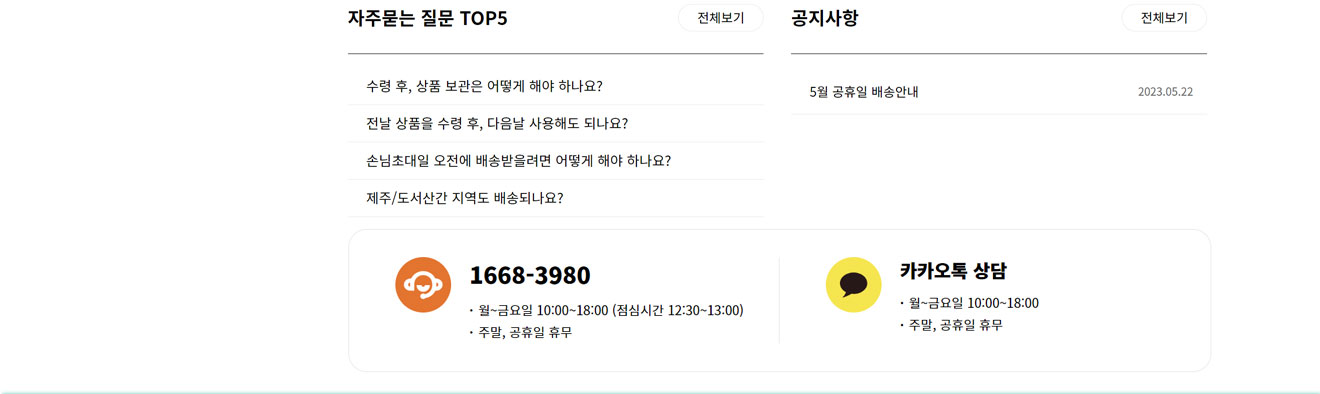 자주묻는 질문 TOP5
전체보기
수령 후, 상품 보관은 어떻게 해야 하나요?
전날 상품을 수령 후, 다음날 사용해도 되나요?
손님초대일 오전에 배송받을려면 어떻게 해야 하나요?
제주/도서산간 지역도 배송되나요?
공지사항
전체보기
5월 공휴일 배송안내 2023.05.22
1668-3980
· 월~금요일 10:00~18:00 (점심시간 12:30~13:00)
· 주말, 공휴일 휴무
카카오톡 상담
· 월~금요일 10:00~18:00
· 주말, 공휴일 휴무